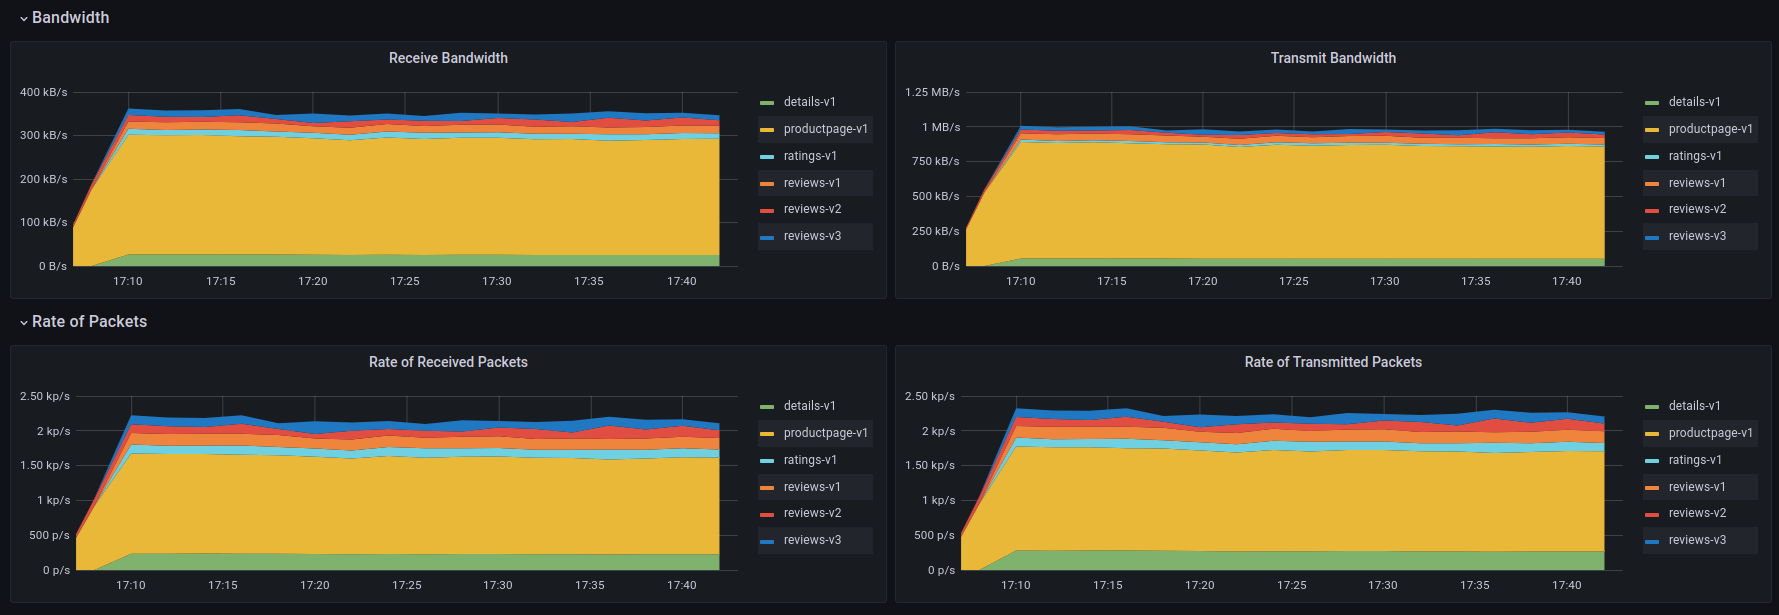 Bandwidth
Receive Bandwidth
400 kB/s
300 kB/s
200 kB/s
100 kB/s
0 B/s
17:10 17:15 17:20 17:25 17:30 17:35 17:40
details-v1
productpage-v1
ratings-v1
reviews-v1
reviews-v2
reviews-v3
Transmit Bandwidth
1.25 MB/s
1 MB/s
750 kB/s
500 kB/s
250 kB/s
0 B/s
17:10 17:15 17:20 17:25 17:30 17:35 17:40
details-v1
productpage-v1
ratings-v1
reviews-v1
reviews-v2
reviews-v3
Rate of Packets
Rate of Received Packets
2.50 kp/s
2 kp/s
1.50 kp/s
1 kp/s
500 p/s
0 p/s
17:10 17:15 17:20 17:25 17:30 17:35 17:40
details-v1
productpage-v1
ratings-v1
reviews-v1
reviews-v2
reviews-v3
Rate of Transmitted Packets
2.50 kp/s
2 kp/s
1.50 kp/s
1 kp/s
500 p/s
0 p/s
17:10 17:15 17:20 17:25 17:30 17:35 17:40
details-v1
productpage-v1
ratings-v1
reviews-v1
reviews-v2
reviews-v3